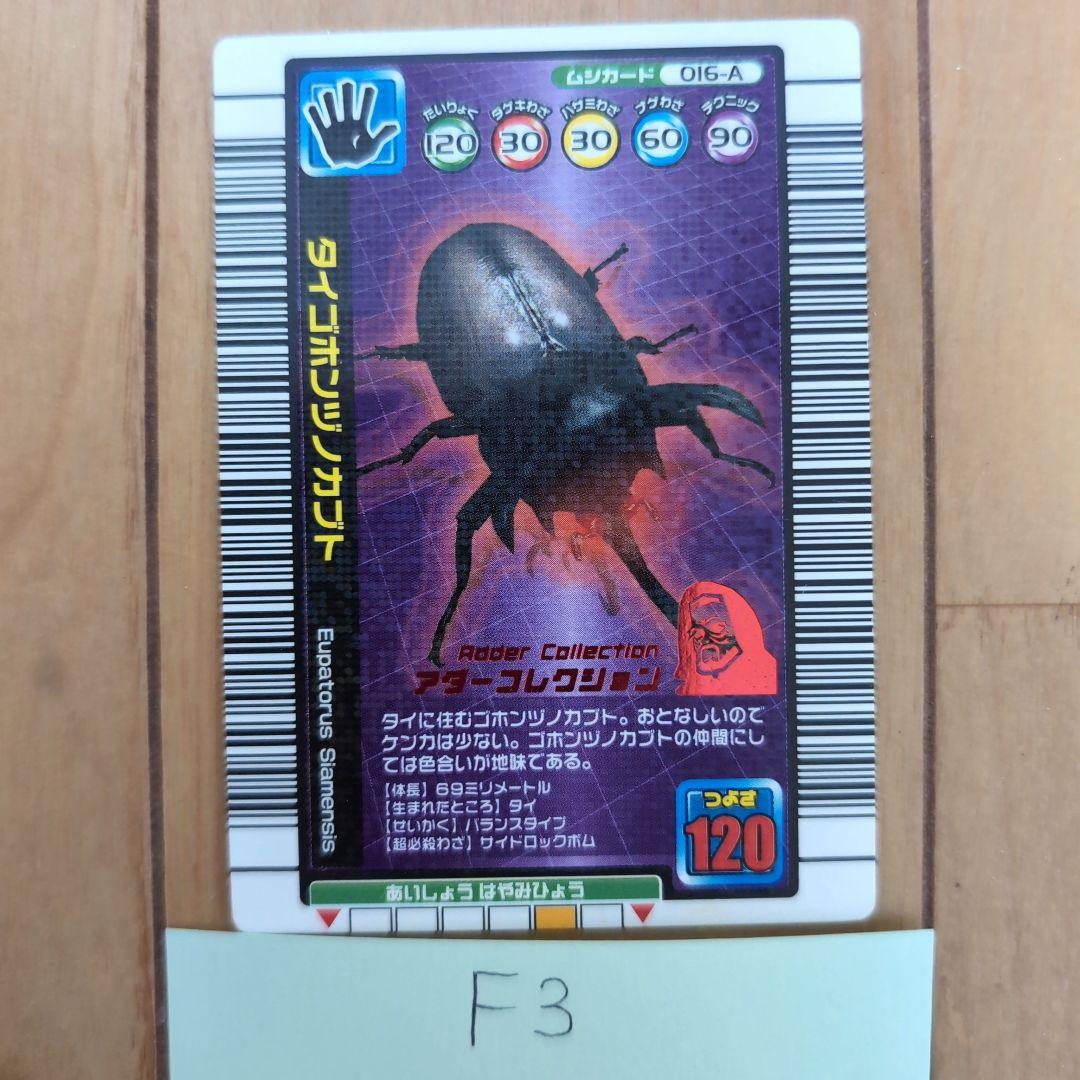 ムシカード 016-A
たいりょく ダゲキわざ ハサミわざ ナゲわざ テクニック
120 30 30 60 90
タイゴホンヅノカブト
Eupatorus Siamensis
Adder Collection
アダーコレクション
タイに住むゴホンヅノカブト。おとなしいので
ケンカは少ない。ゴホンヅノカブトの仲間にし
ては色合いが地味である。
【体長】69ミリメートル
【生まれたところ】タイ
【せいかく】バランスタイプ
【超必殺わざ】サイドロックボム
つよさ
120
あいしょう はやみひょう
F3